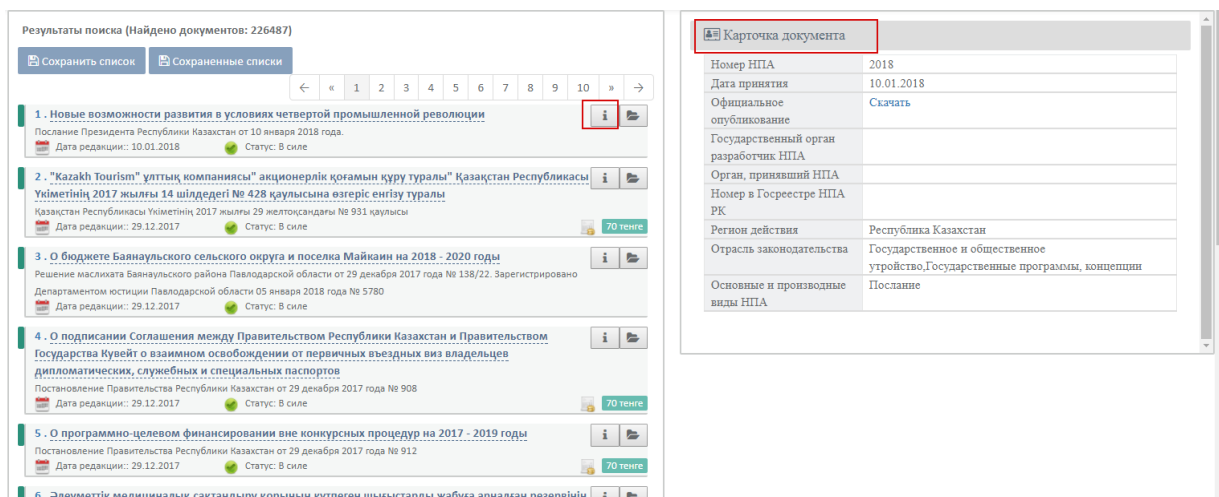 Результаты поиска (Найдено документов: 226487)
Сохранить список Сохраненные списки
← « 1 2 3 4 5 6 7 8 9 10 » →
1 . Новые возможности развития в условиях четвертой промышленной революции
Послание Президента Республики Казахстан от 10 января 2018 года.
Дата редакции:: 10.01.2018 Статус: В силе
2 . "Kazakh Tourism" ұлттық компаниясы" акционерлік қоғамын құру туралы" Қазақстан Республикасы
Үкіметінің 2017 жылғы 14 шілдедегі № 428 қаулысына өзгеріс енгізу туралы
Қазақстан Республикасы Үкіметінің 2017 жылғы 29 желтоқсандағы № 931 қаулысы
Дата редакции:: 29.12.2017 Статус: В силе 70 тенге
3 . О бюджете Баянаульского сельского округа и поселка Майкаин на 2018 - 2020 годы
Решение маслихата Баянаульского района Павлодарской области от 29 декабря 2017 года № 138/22. Зарегистрировано
Департаментом юстиции Павлодарской области 05 января 2018 года № 5780
Дата редакции:: 29.12.2017 Статус: В силе
4 . О подписании Соглашения между Правительством Республики Казахстан и Правительством
Государства Кувейт о взаимном освобождении от первичных въездных виз владельцев
дипломатических, служебных и специальных паспортов
Постановление Правительства Республики Казахстан от 29 декабря 2017 года № 908
Дата редакции:: 29.12.2017 Статус: В силе 70 тенге
5 . О программно-целевом финансировании вне конкурсных процедур на 2017 - 2019 годы
Постановление Правительства Республики Казахстан от 29 декабря 2017 года № 912
Дата редакции:: 29.12.2017 Статус: В силе 70 тенге
6 . Әлеуметтік медициналық сақтандыру қорының күтпеген шығыстарды жабуға арналған резервінің
Карточка документа
Номер НПА 2018
Дата принятия 10.01.2018
Официальное Скачать
опубликование
Государственный орган
разработчик НПА
Орган, принявший НПА
Номер в Госреестре НПА
РК
Регион действия Республика Казахстан
Отрасль законодательства Государственное и общественное
утройство,Государственные программы, концепции
Основные и производные Послание
виды НПА